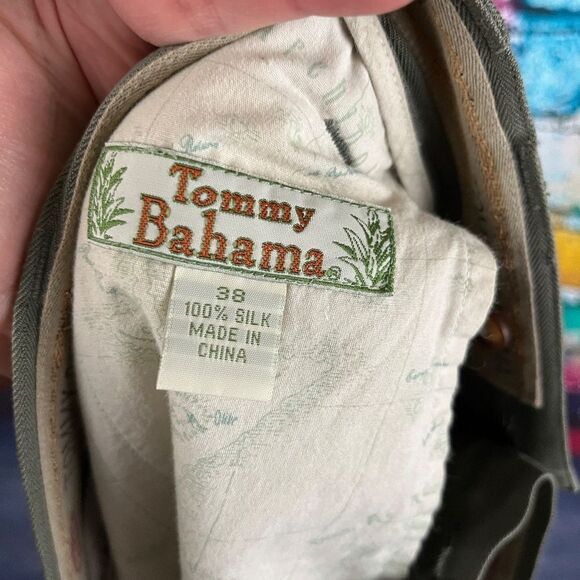 Tommy
Bahama®
38
100% SILK
MADE IN
CHINA